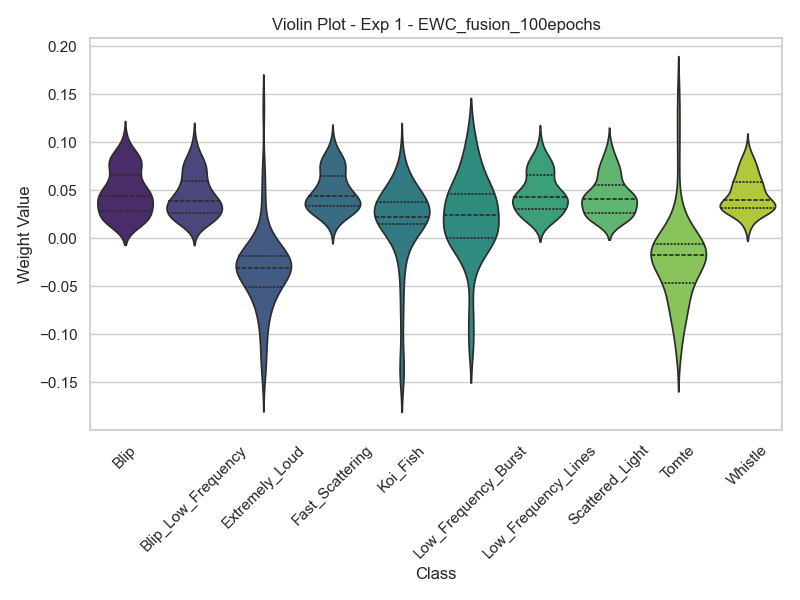 Violin Plot - Exp 1 - EWC_fusion_100epochs
0.20
0.15
0.10
0.05
0.00
−0.05
−0.10
−0.15
Weight Value
Blip
Blip_Low_Frequency
Extremely_Loud
Fast_Scattering
Koi_Fish
Low_Frequency_Burst
Low_Frequency_Lines
Scattered_Light
Tomte
Whistle
Class